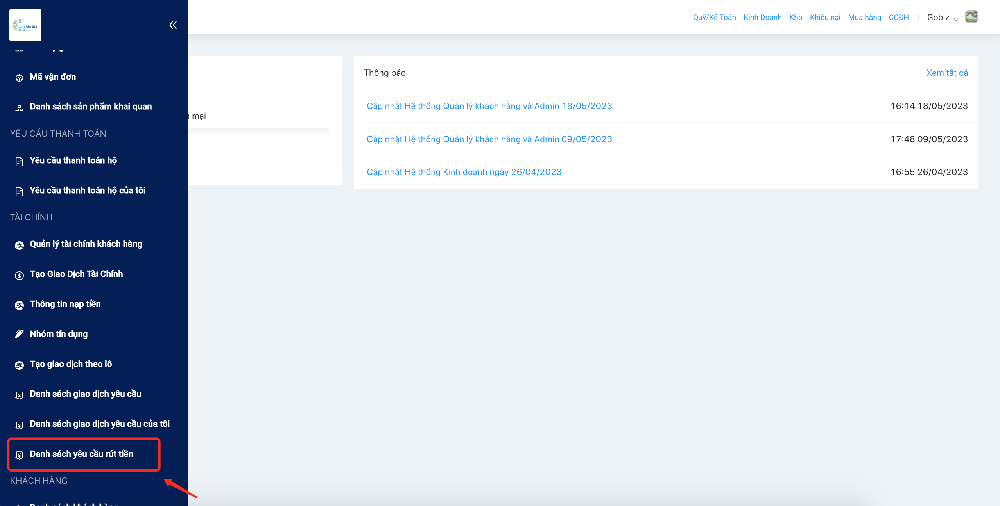 GoBiz
Quỹ/Kế Toán Kinh Doanh Kho Khiếu nại Mua hàng CCĐH | Gobiz
Mã vận đơn
Danh sách sản phẩm khai quan
YÊU CẦU THANH TOÁN
Yêu cầu thanh toán hộ
Yêu cầu thanh toán hộ của tôi
TÀI CHÍNH
Quản lý tài chính khách hàng
Tạo Giao Dịch Tài Chính
Thông tin nạp tiền
Nhóm tín dụng
Tạo giao dịch theo lô
Danh sách giao dịch yêu cầu
Danh sách giao dịch yêu cầu của tôi
Danh sách yêu cầu rút tiền
KHÁCH HÀNG
Danh sách khách hàng
mại
Thông báo Xem tất cả
Cập nhật Hệ thống Quản lý khách hàng và Admin 18/05/2023 16:14 18/05/2023
Cập nhật Hệ thống Quản lý khách hàng và Admin 09/05/2023 17:48 09/05/2023
Cập nhật Hệ thống Kinh doanh ngày 26/04/2023 16:55 26/04/2023